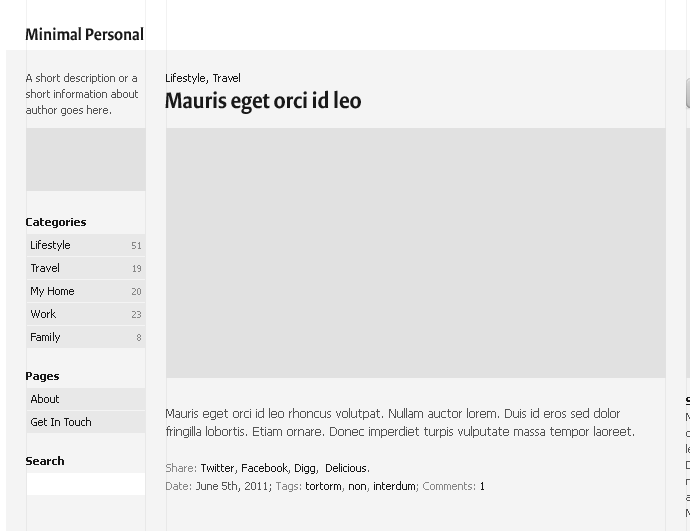 Minimal Personal
A short description or a
short information about
author goes here.
Categories
Lifestyle 51
Travel 19
My Home 20
Work 23
Family 8
Pages
About
Get In Touch
Search
Lifestyle, Travel
Mauris eget orci id leo
Mauris eget orci id leo rhoncus volutpat. Nullam auctor lorem. Duis id eros sed dolor
fringilla lobortis. Etiam ornare. Donec imperdiet turpis vulputate massa tempor laoreet.
Share: Twitter, Facebook, Digg, Delicious.
Date: June 5th, 2011; Tags: tortorm, non, interdum; Comments: 1